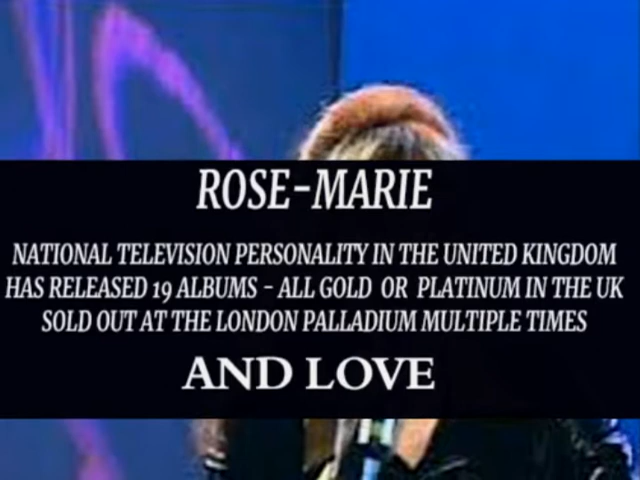 ROSE-MARIE
NATIONAL TELEVISION PERSONALITY IN THE UNITED KINGDOM
HAS RELEASED 19 ALBUMS - ALL GOLD OR PLATINUM IN THE UK
SOLD OUT AT THE LONDON PALLADIUM MULTIPLE TIMES
AND LOVE